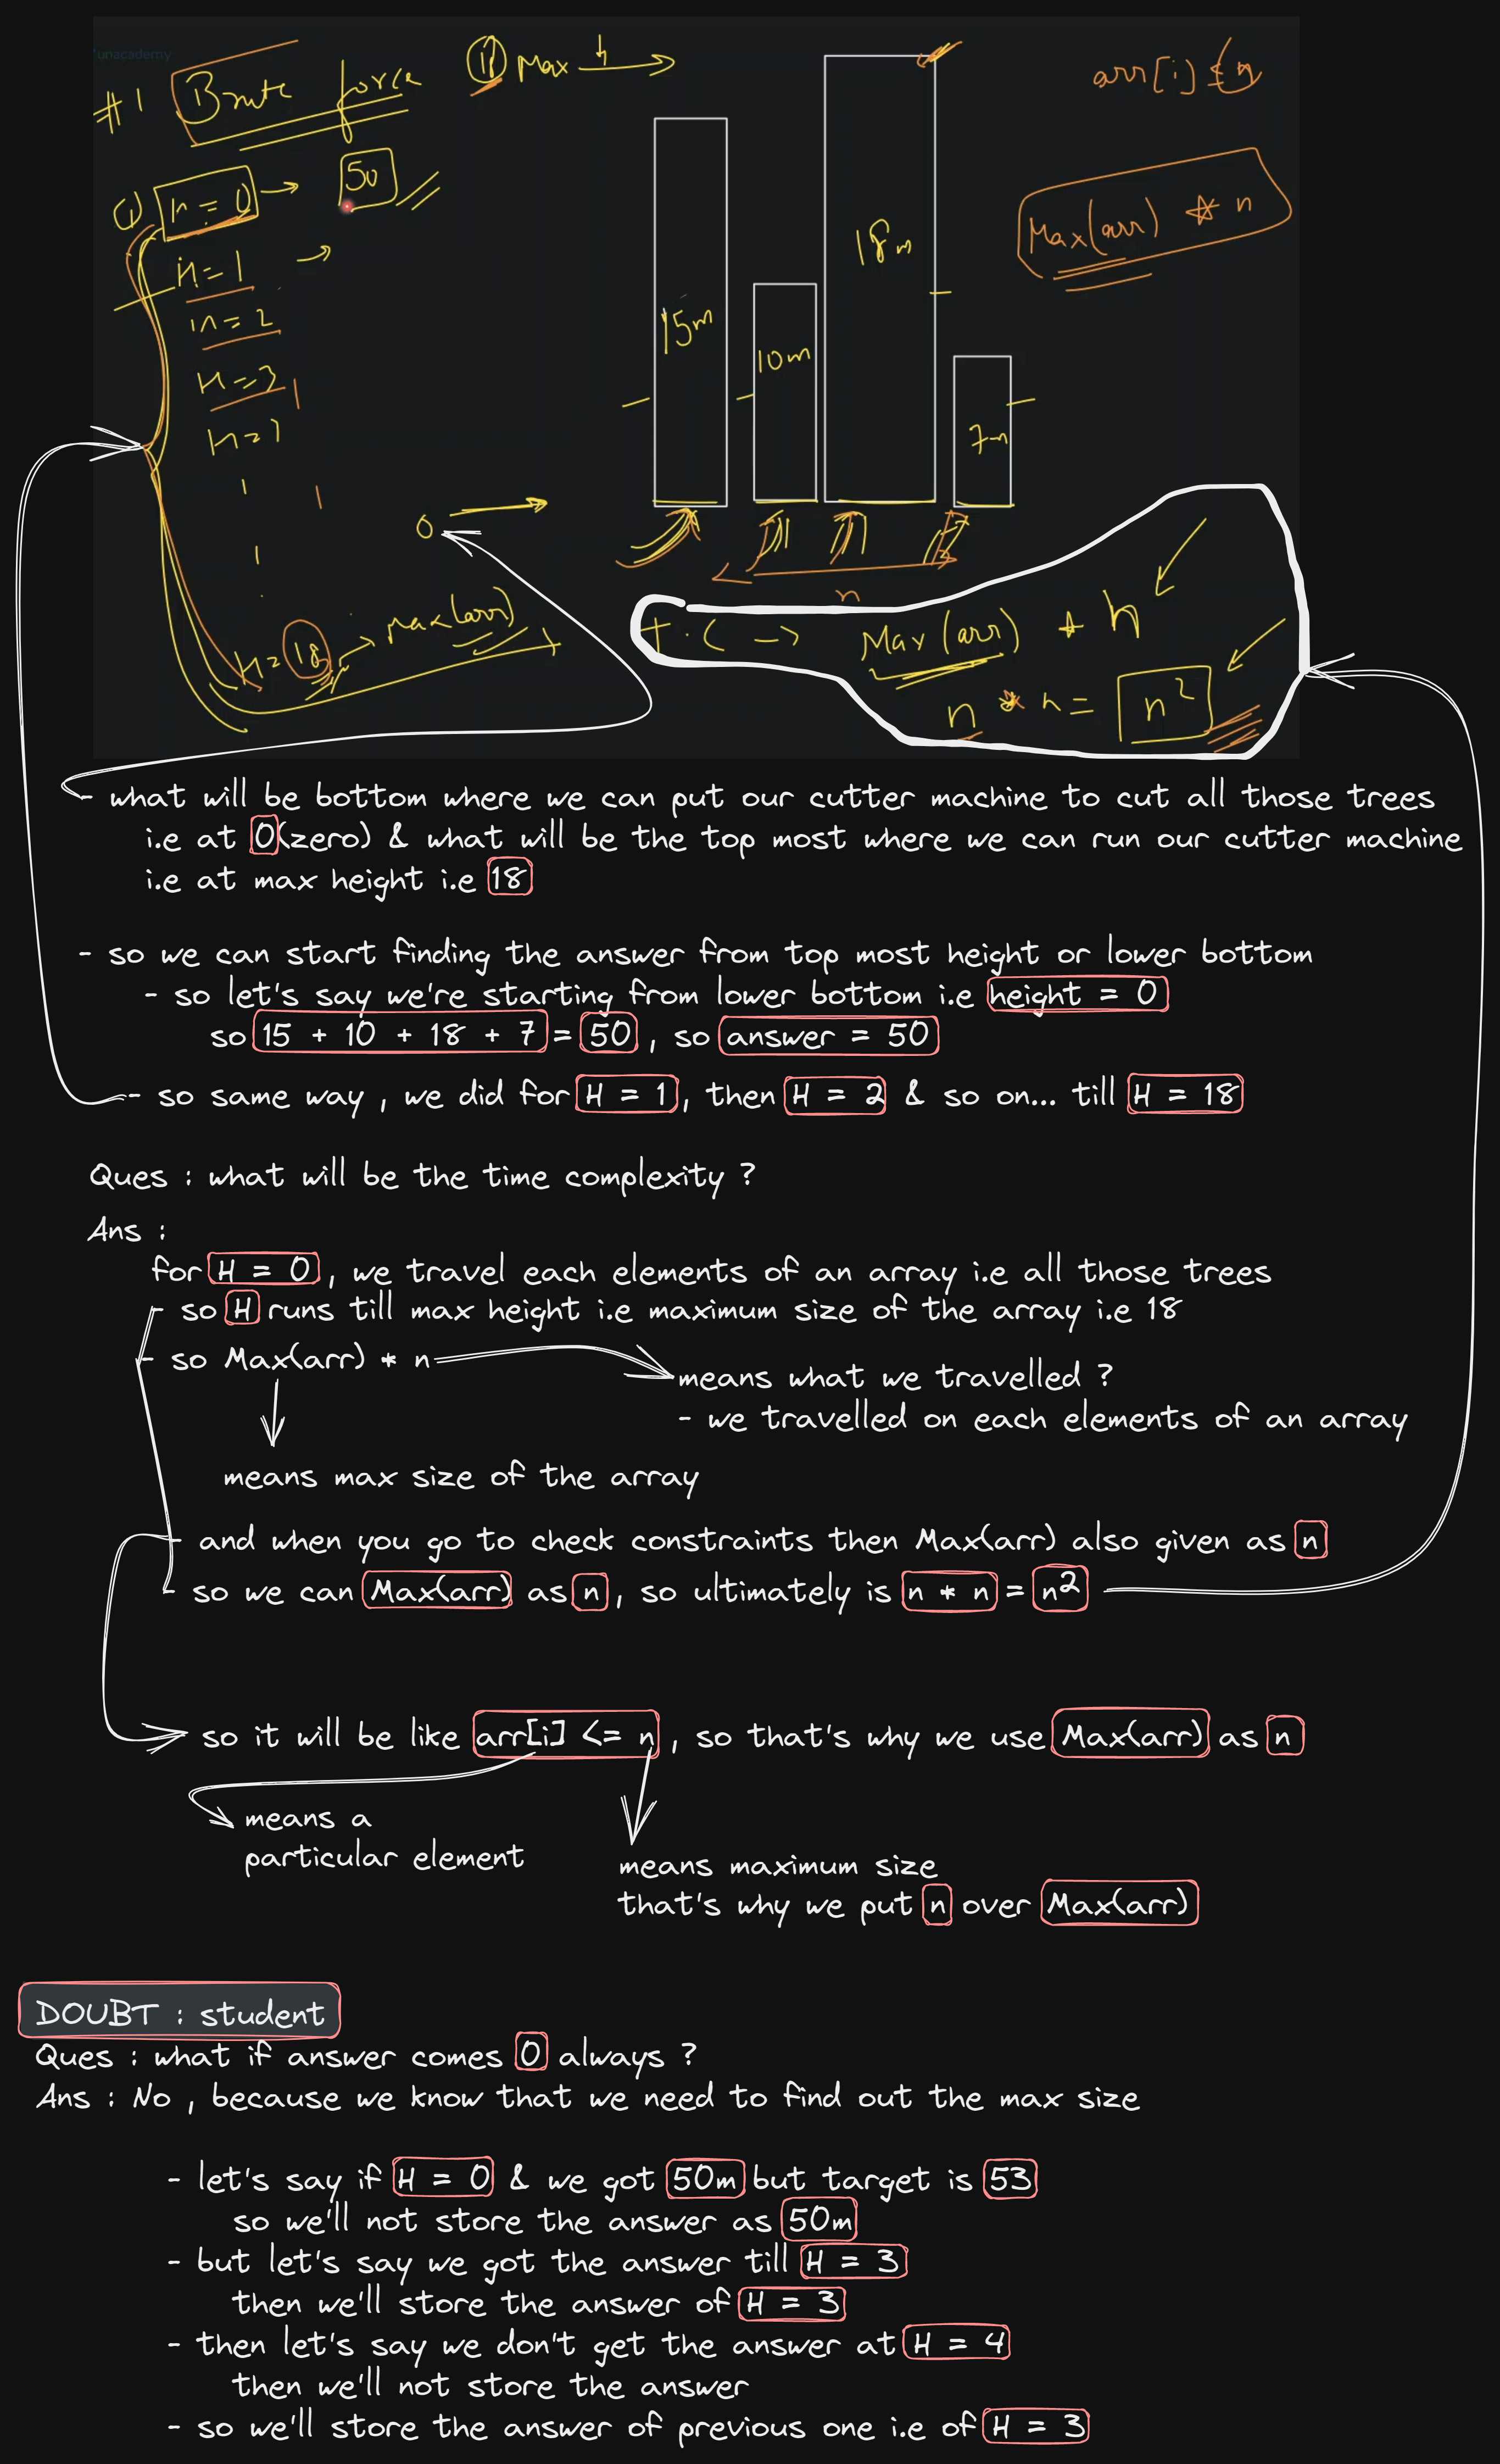 unacademy
#1 Brute force
(ii) Max h →
arr[i] ≤ n
(i) H = 0 → 50
H = 1 →
H = 2
H = 3
Max(arr) * n
15m
10m
18m
7m
0 →
n
H = 18 → Max(arr)
T.C → Max(arr) * n
n * n = n²
- what will be bottom where we can put our cutter machine to cut all those trees
i.e at 0(zero) & what will be the top most where we can run our cutter machine
i.e at max height i.e 18
- so we can start finding the answer from top most height or lower bottom
- so let's say we're starting from lower bottom i.e height = 0
so 15 + 10 + 18 + 7 = 50 , so answer = 50
- so same way , we did for H = 1 , then H = 2 & so on... till H = 18
Ques : what will be the time complexity ?
Ans :
for H = 0 , we travel each elements of an array i.e all those trees
- so H runs till max height i.e maximum size of the array i.e 18
- so Max(arr) * n
means what we travelled ?
- we travelled on each elements of an array
means max size of the array
- and when you go to check constraints then Max(arr) also given as n
- so we can Max(arr) as n , so ultimately is n * n = n²
so it will be like arr[i] <= n , so that's why we use Max(arr) as n
means a
particular element
means maximum size
that's why we put n over Max(arr)
DOUBT : student
Ques : what if answer comes 0 always ?
Ans : No , because we know that we need to find out the max size
- let's say if H = 0 & we got 50m but target is 53
so we'll not store the answer as 50m
- but let's say we got the answer till H = 3
then we'll store the answer of H = 3
- then let's say we don't get the answer at H = 4
then we'll not store the answer
- so we'll store the answer of previous one i.e of H = 3